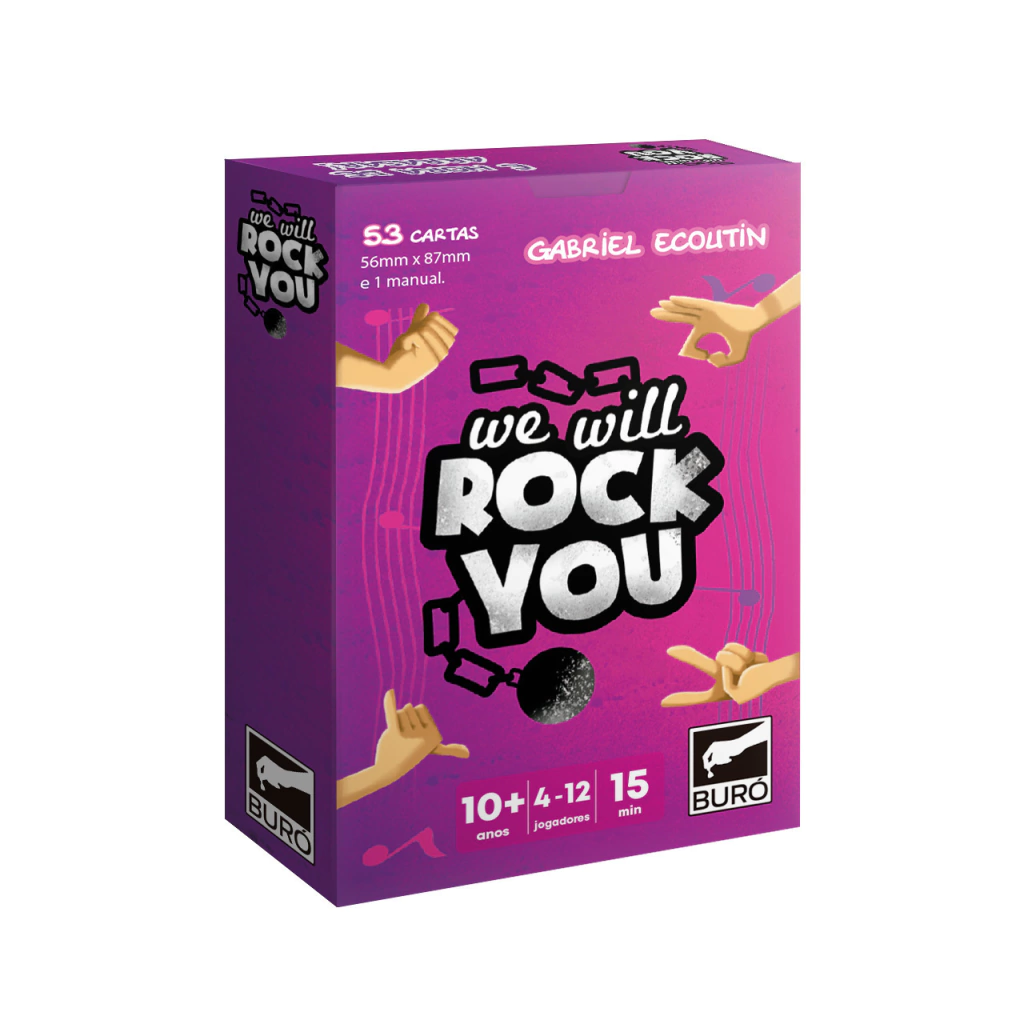 we will
ROCK
YOU
BURÓ
53 CARTAS
56mm x 87mm
e 1 manual.
GABRIEL ECOUTIN
we will
ROCK
YOU
10+
anos
4-12
jogadores
15
min
BURÓ